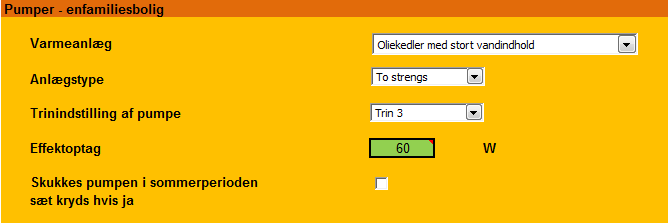 Pumper - enfamiliesbolig
Varmeanlæg
Oliekedler med stort vandindhold
Anlægstype
To strengs
Trinindstilling af pumpe
Trin 3
Effektoptag
60
W
Skukkes pumpen i sommerperioden
sæt kryds hvis ja